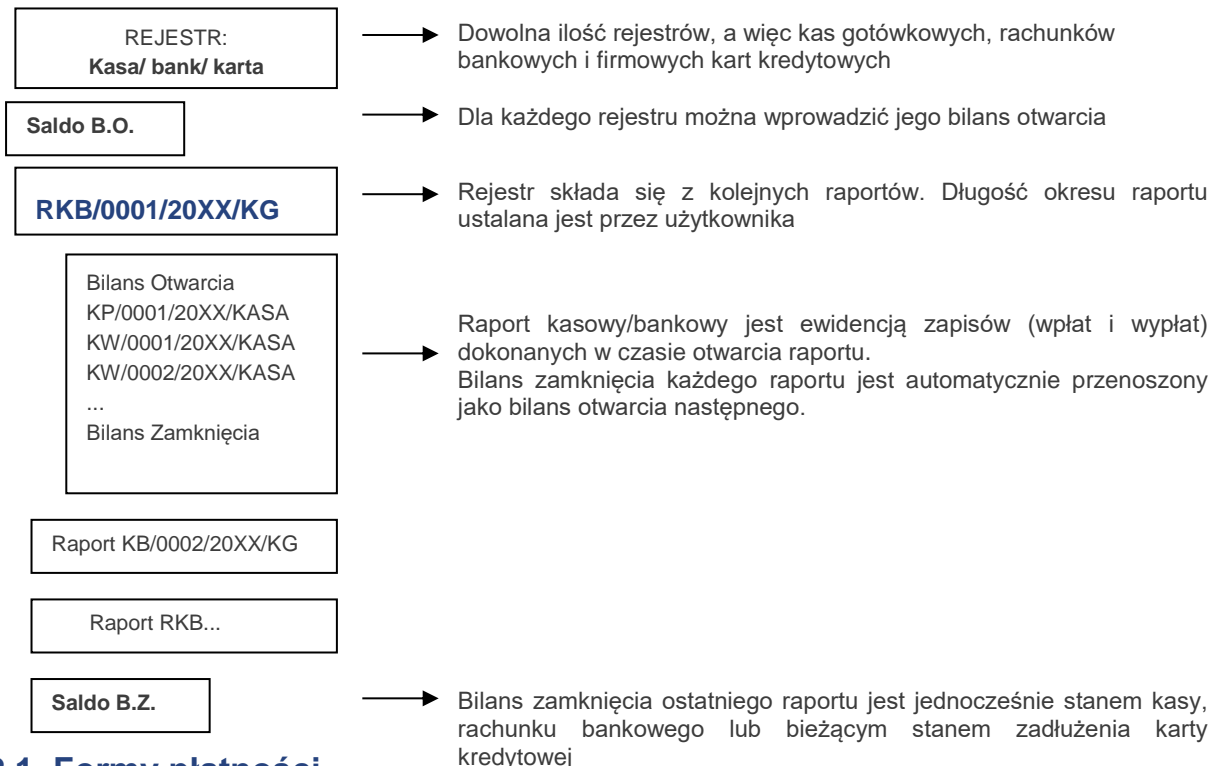 REJESTR:
Kasa/ bank/ karta
Dowolna ilość rejestrów, a więc kas gotówkowych, rachunków
bankowych i firmowych kart kredytowych
Saldo B.O.
Dla każdego rejestru można wprowadzić jego bilans otwarcia
RKB/0001/20XX/KG
Rejestr składa się z kolejnych raportów. Długość okresu raportu
ustalana jest przez użytkownika
Bilans Otwarcia
KP/0001/20XX/KASA
KW/0001/20XX/KASA
KW/0002/20XX/KASA
...
Bilans Zamknięcia
Raport kasowy/bankowy jest ewidencją zapisów (wpłat i wypłat)
dokonanych w czasie otwarcia raportu.
Bilans zamknięcia każdego raportu jest automatycznie przenoszony
jako bilans otwarcia następnego.
Raport KB/0002/20XX/KG
Raport RKB...
Saldo B.Z.
Bilans zamknięcia ostatniego raportu jest jednocześnie stanem kasy,
rachunku bankowego lub bieżącym stanem zadłużenia karty
kredytowej
1. Formy płatności